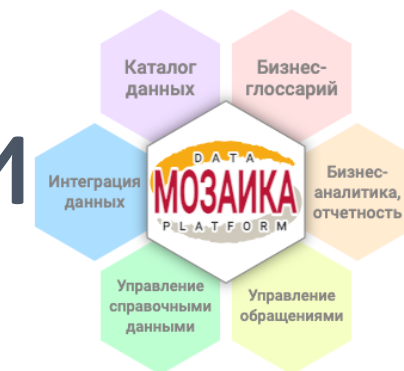 Каталог
данных
Бизнес-
глоссарий
И
Интеграция
данных
DATA
МОЗАИКА
PLATFORM
Бизнес-
аналитика,
отчетность
Управление
справочными
данными
Управление
обращениями